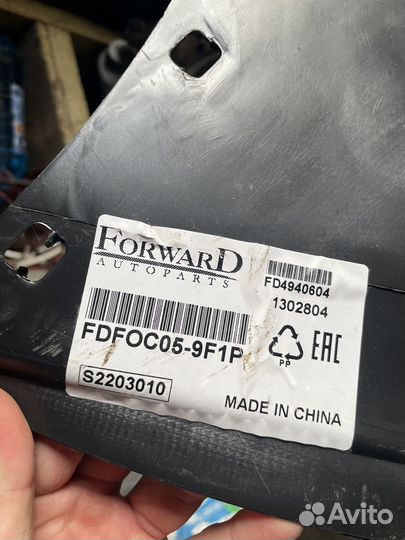 FORWARD
AUTOPARTS
FD4940604
1302804
FDFOC05-9F1P
PP
EAC
S2203010
MADE IN CHINA
Avito